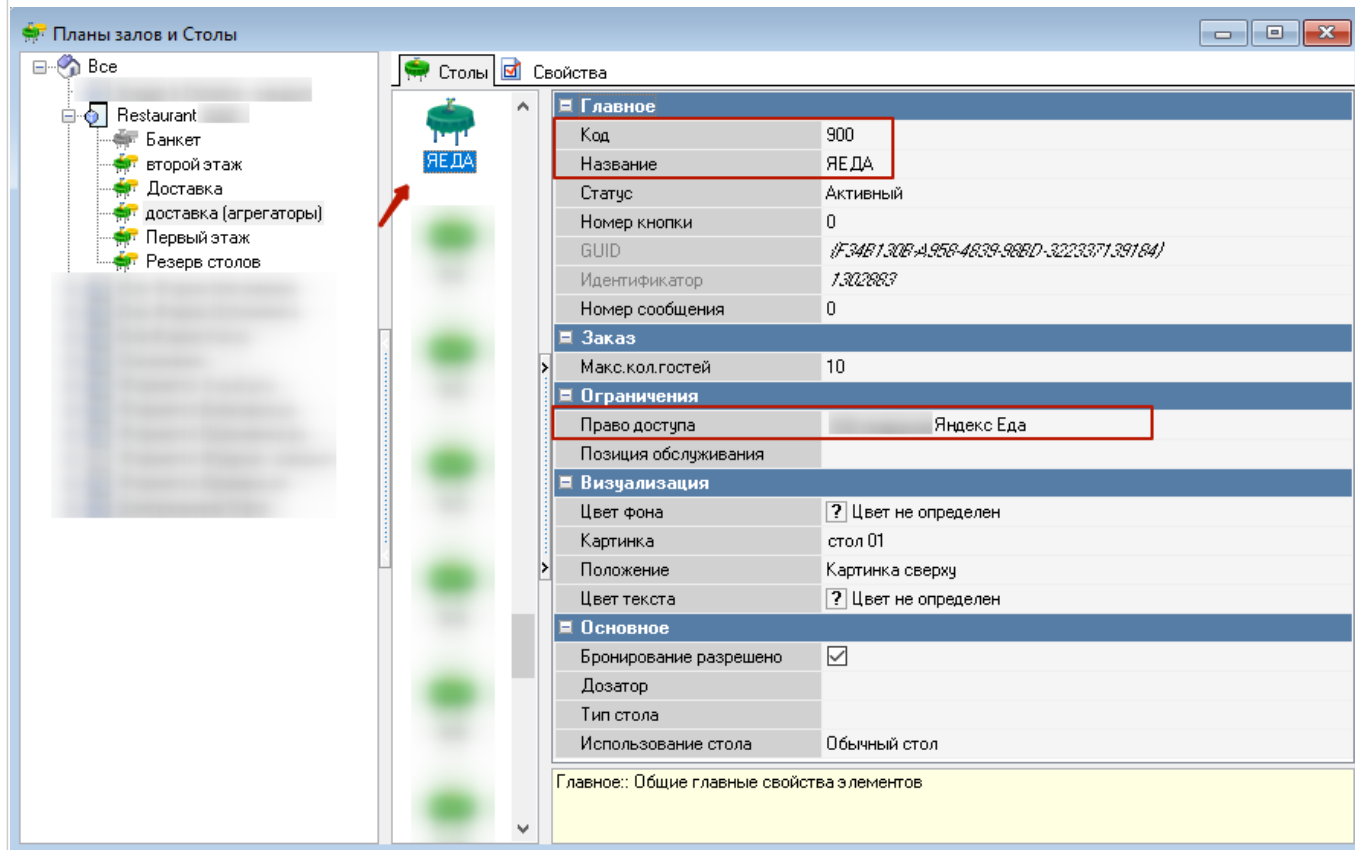 Планы залов и Столы
Все
Restaurant
Банкет
второй этаж
Доставка
доставка (агрегаторы)
Первый этаж
Резерв столов
Столы Свойства
ЯЕДА
Главное
Код 900
Название ЯЕДА
Статус Активный
Номер кнопки 0
GUID
Идентификатор 1302883
Номер сообщения 0
Заказ
Макс.кол.гостей 10
Ограничения
Право доступа Яндекс Еда
Позиция обслуживания
Визуализация
Цвет фона ? Цвет не определен
Картинка стол 01
Положение Картинка сверху
Цвет текста ? Цвет не определен
Основное
Бронирование разрешено
Дозатор
Тип стола
Использование стола Обычный стол
Главное:: Общие главные свойства элементов